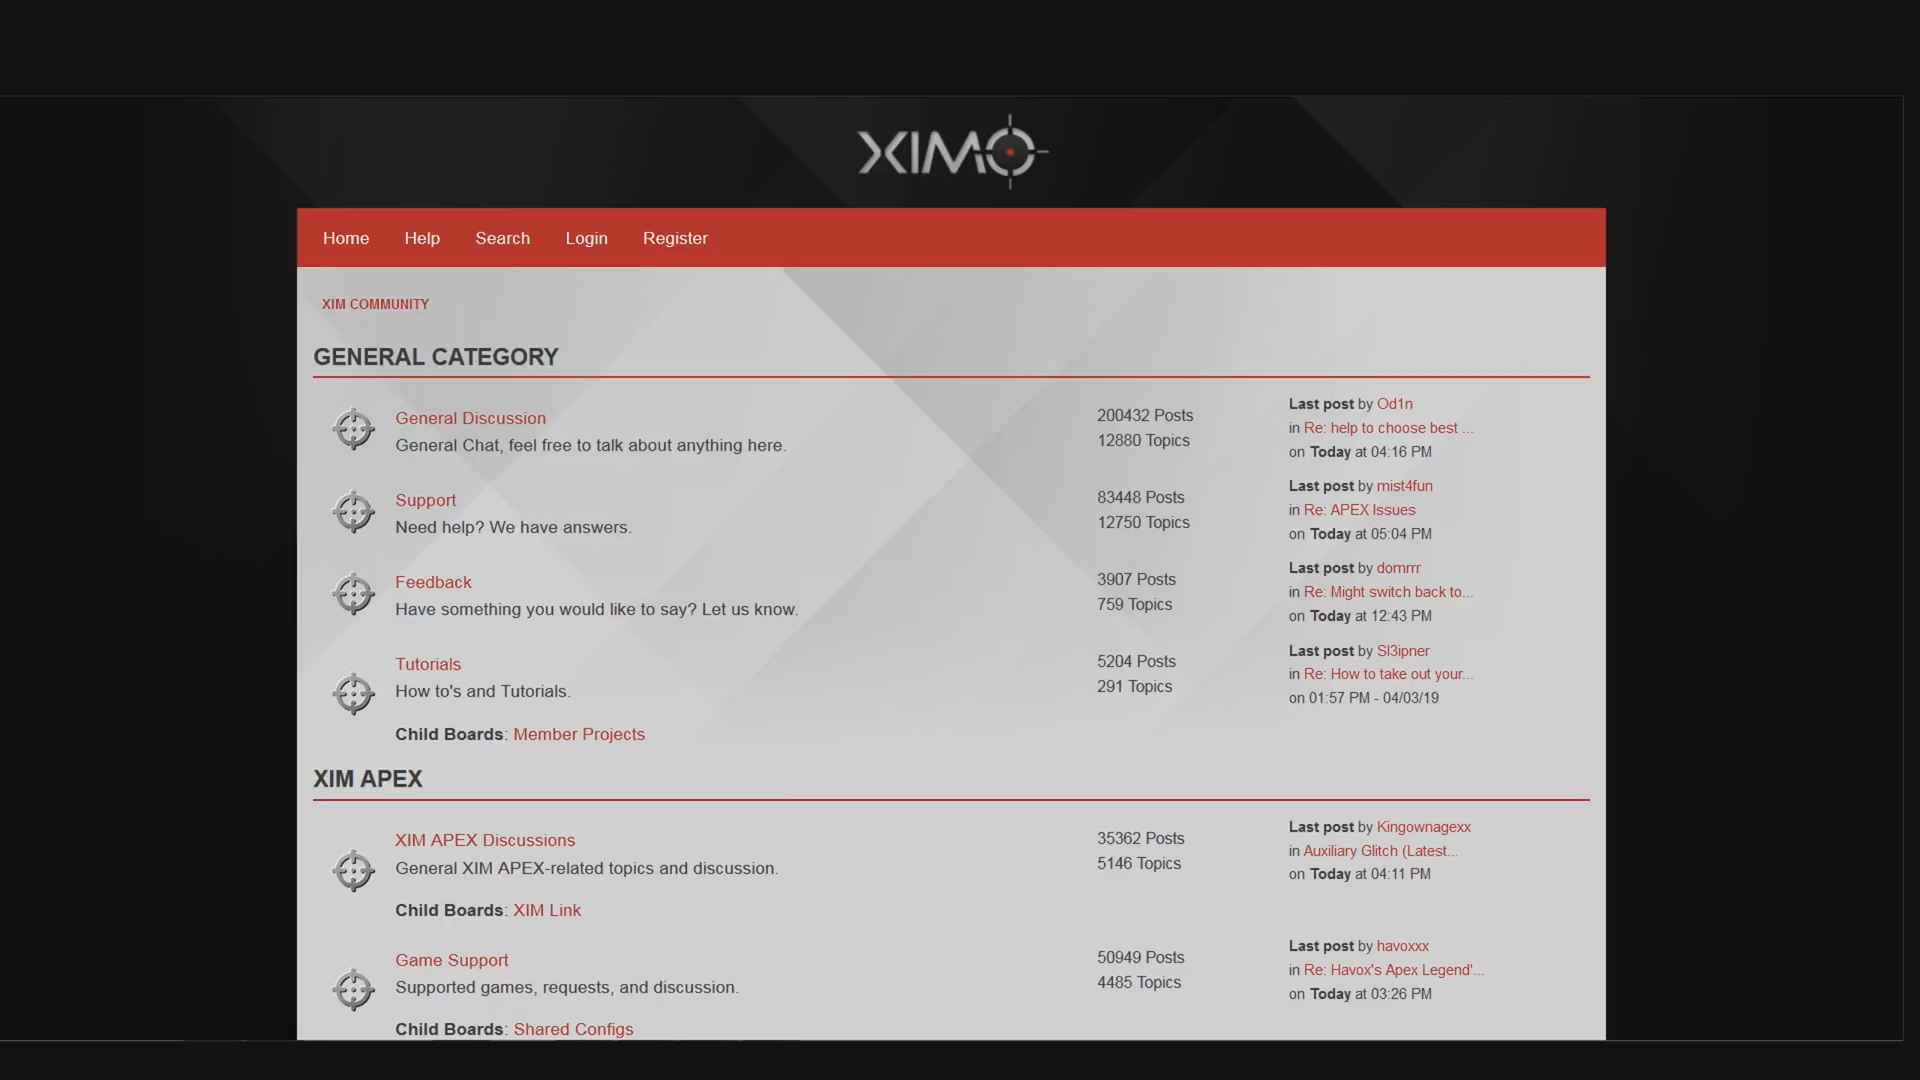 XIM
Home Help Search Login Register
XIM COMMUNITY
GENERAL CATEGORY
General Discussion
General Chat, feel free to talk about anything here.
200432 Posts
12880 Topics
Last post by Od1n
in Re: help to choose best ...
on Today at 04:16 PM
Support
Need help? We have answers.
83448 Posts
12750 Topics
Last post by mist4fun
in Re: APEX Issues
on Today at 05:04 PM
Feedback
Have something you would like to say? Let us know.
3907 Posts
759 Topics
Last post by domrrr
in Re: Might switch back to...
on Today at 12:43 PM
Tutorials
How to's and Tutorials.
Child Boards: Member Projects
5204 Posts
291 Topics
Last post by Sl3ipner
in Re: How to take out your...
on 01:57 PM - 04/03/19
XIM APEX
XIM APEX Discussions
General XIM APEX-related topics and discussion.
Child Boards: XIM Link
35362 Posts
5146 Topics
Last post by Kingownagexx
in Auxiliary Glitch (Latest...
on Today at 04:11 PM
Game Support
Supported games, requests, and discussion.
Child Boards: Shared Configs
50949 Posts
4485 Topics
Last post by havoxxx
in Re: Havox's Apex Legend'...
on Today at 03:26 PM